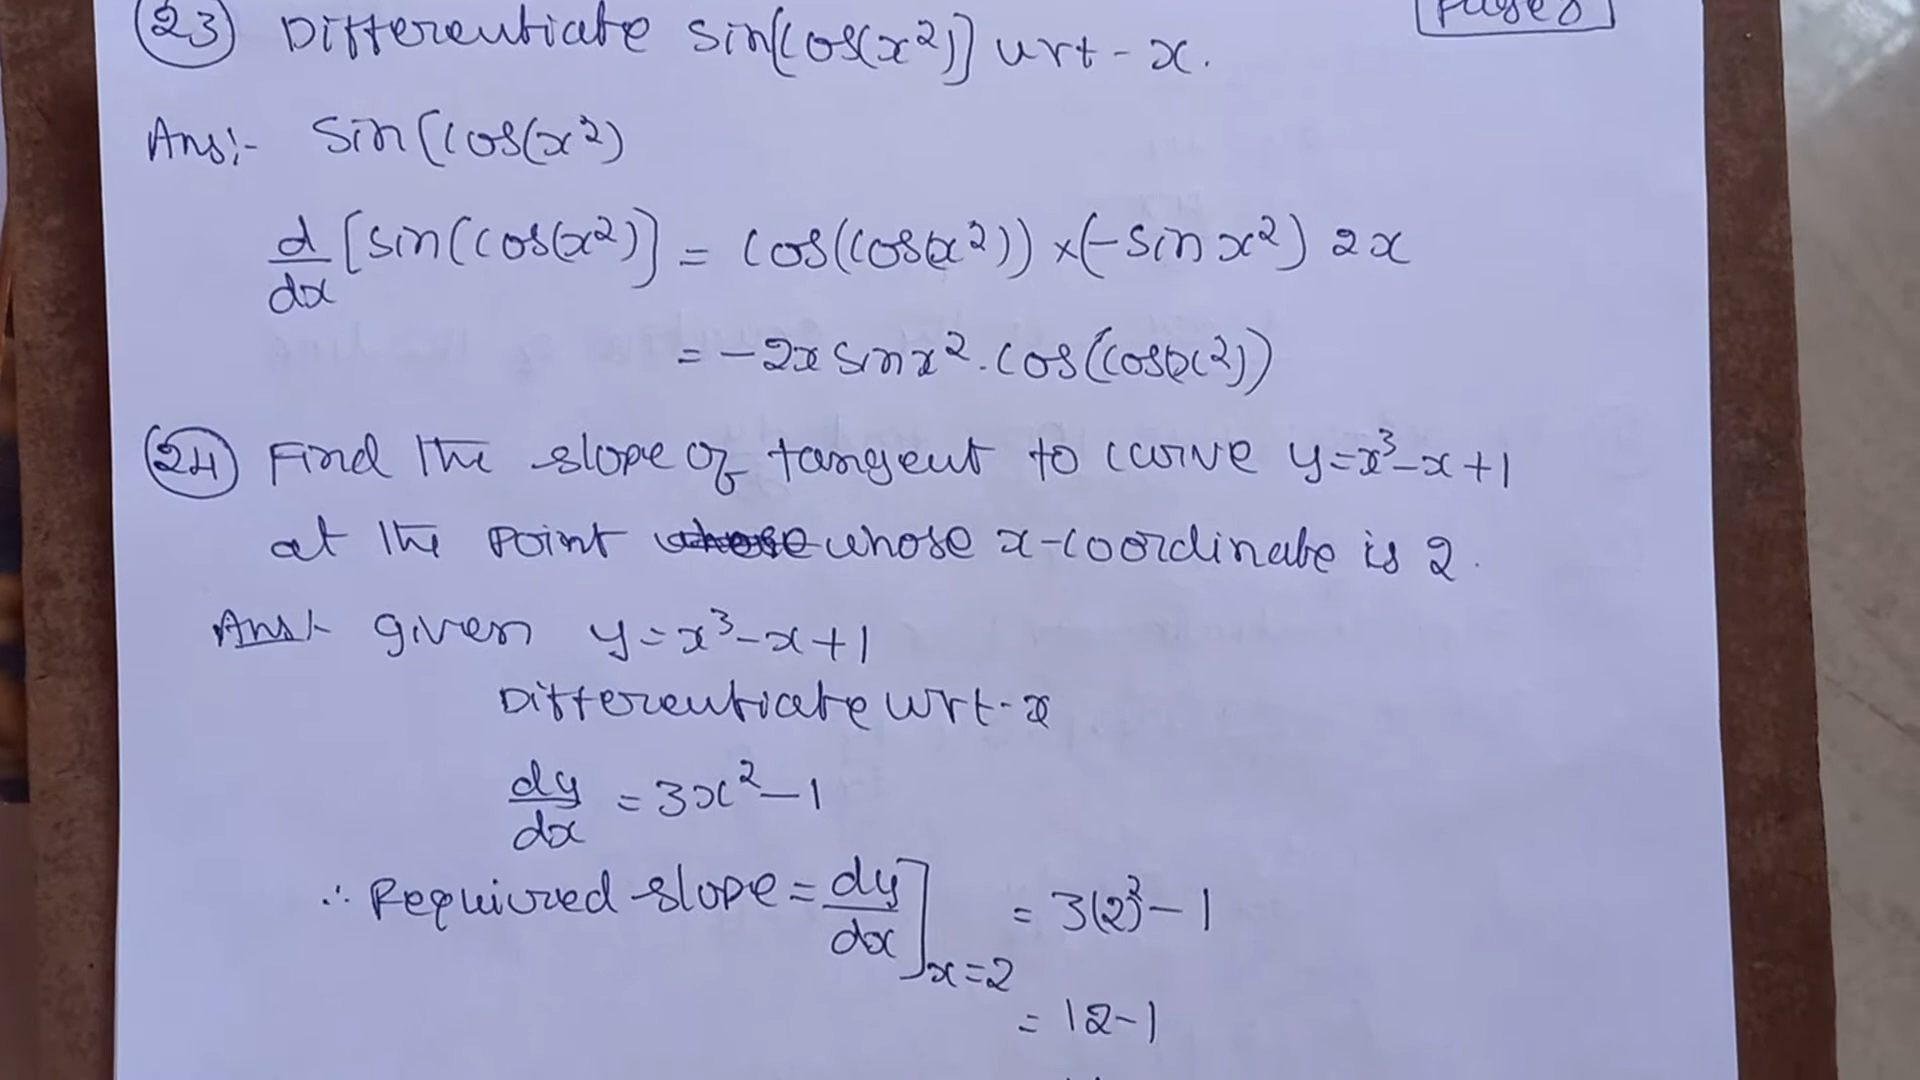 (23) Differentiate sin[cos(x²)] wrt-x.
Ans:- sin(cos(x²)
d/dx [sin(cos(x²)] = cos(cos(x²)) ×(-sin x²) 2x
= -2x sin x². cos(cos(x²))
(24) Find the slope of tangent to curve y=x³-x+1
at the point whose x-coordinate is 2.
Ans:- given y=x³-x+1
Differentiate wrt-x
dy/dx = 3x²-1
∴ Required slope = dy/dx]x=2 = 3(2)²-1
= 12-1